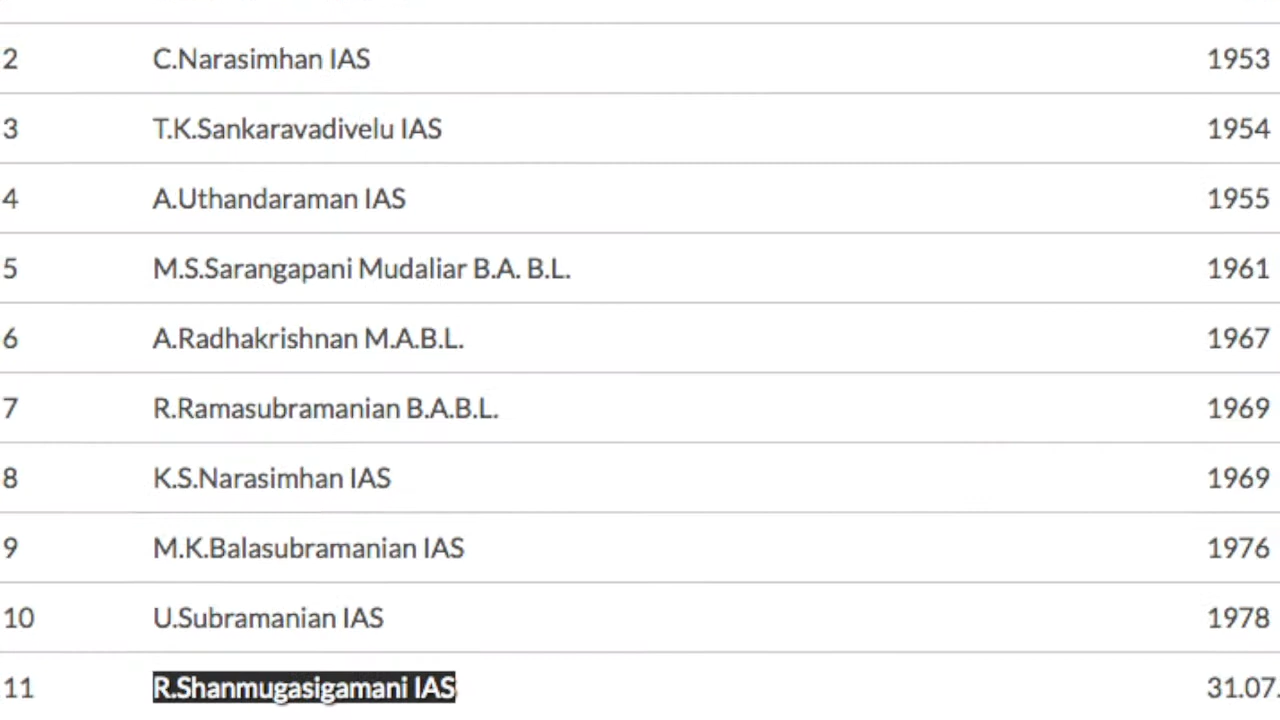 2 C.Narasimhan IAS 1953
3 T.K.Sankaravadivelu IAS 1954
4 A.Uthandaraman IAS 1955
5 M.S.Sarangapani Mudaliar B.A. B.L. 1961
6 A.Radhakrishnan M.A.B.L. 1967
7 R.Ramasubramanian B.A.B.L. 1969
8 K.S.Narasimhan IAS 1969
9 M.K.Balasubramanian IAS 1976
10 U.Subramanian IAS 1978
11 R.Shanmugasigamani IAS 31.07.